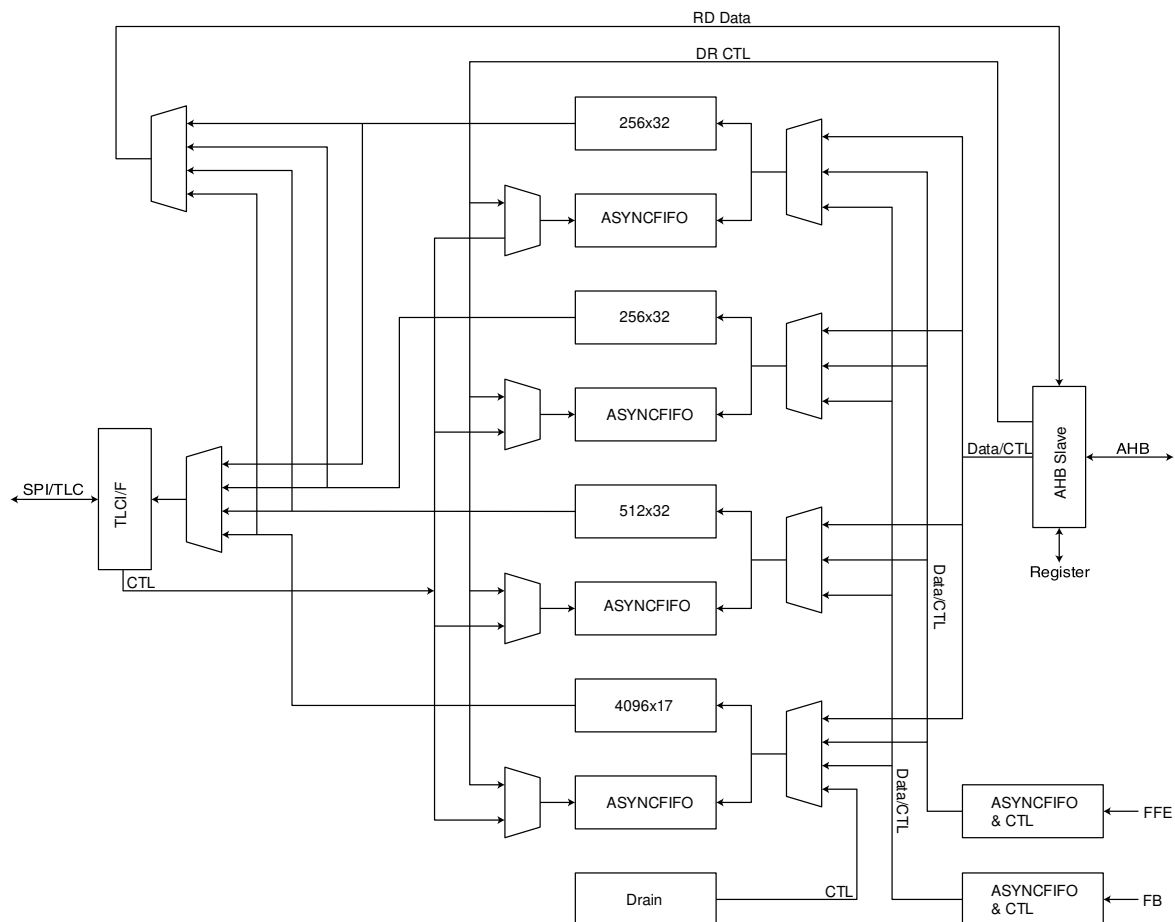 RD Data
DR CTL
256x32
ASYNCFIFO
256x32
ASYNCFIFO
AHB Slave
Data/CTL
AHB
SPI/TLC
TLCI/F
512x32
Register
CTL
ASYNCFIFO
Data/CTL
4096x17
ASYNCFIFO
Data/CTL
ASYNCFIFO
& CTL
FFE
Drain
CTL
ASYNCFIFO
& CTL
FB